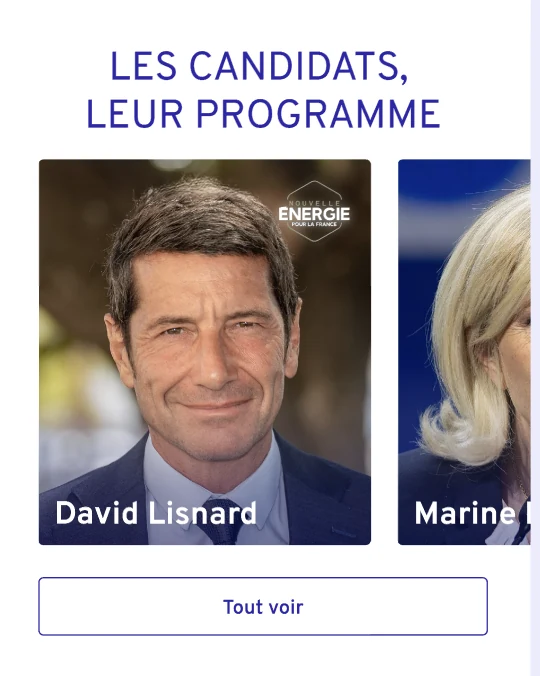 LES CANDIDATS,
LEUR PROGRAMME
NOUVELLE
ENERGIE
POUR LA FRANCE
David Lisnard
Marine
Tout voir